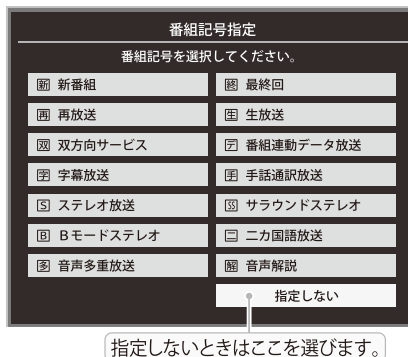 番組記号指定
番組記号を選択してください。
新 新番組
終 最終回
再 再放送
生 生放送
双 双方向サービス
デ 番組連動データ放送
字 字幕放送
手 手話通訳放送
S ステレオ放送
SS サラウンドステレオ
B Bモードステレオ
二 二カ国語放送
多 音声多重放送
解 音声解説
指定しない
指定しないときはここを選びます。